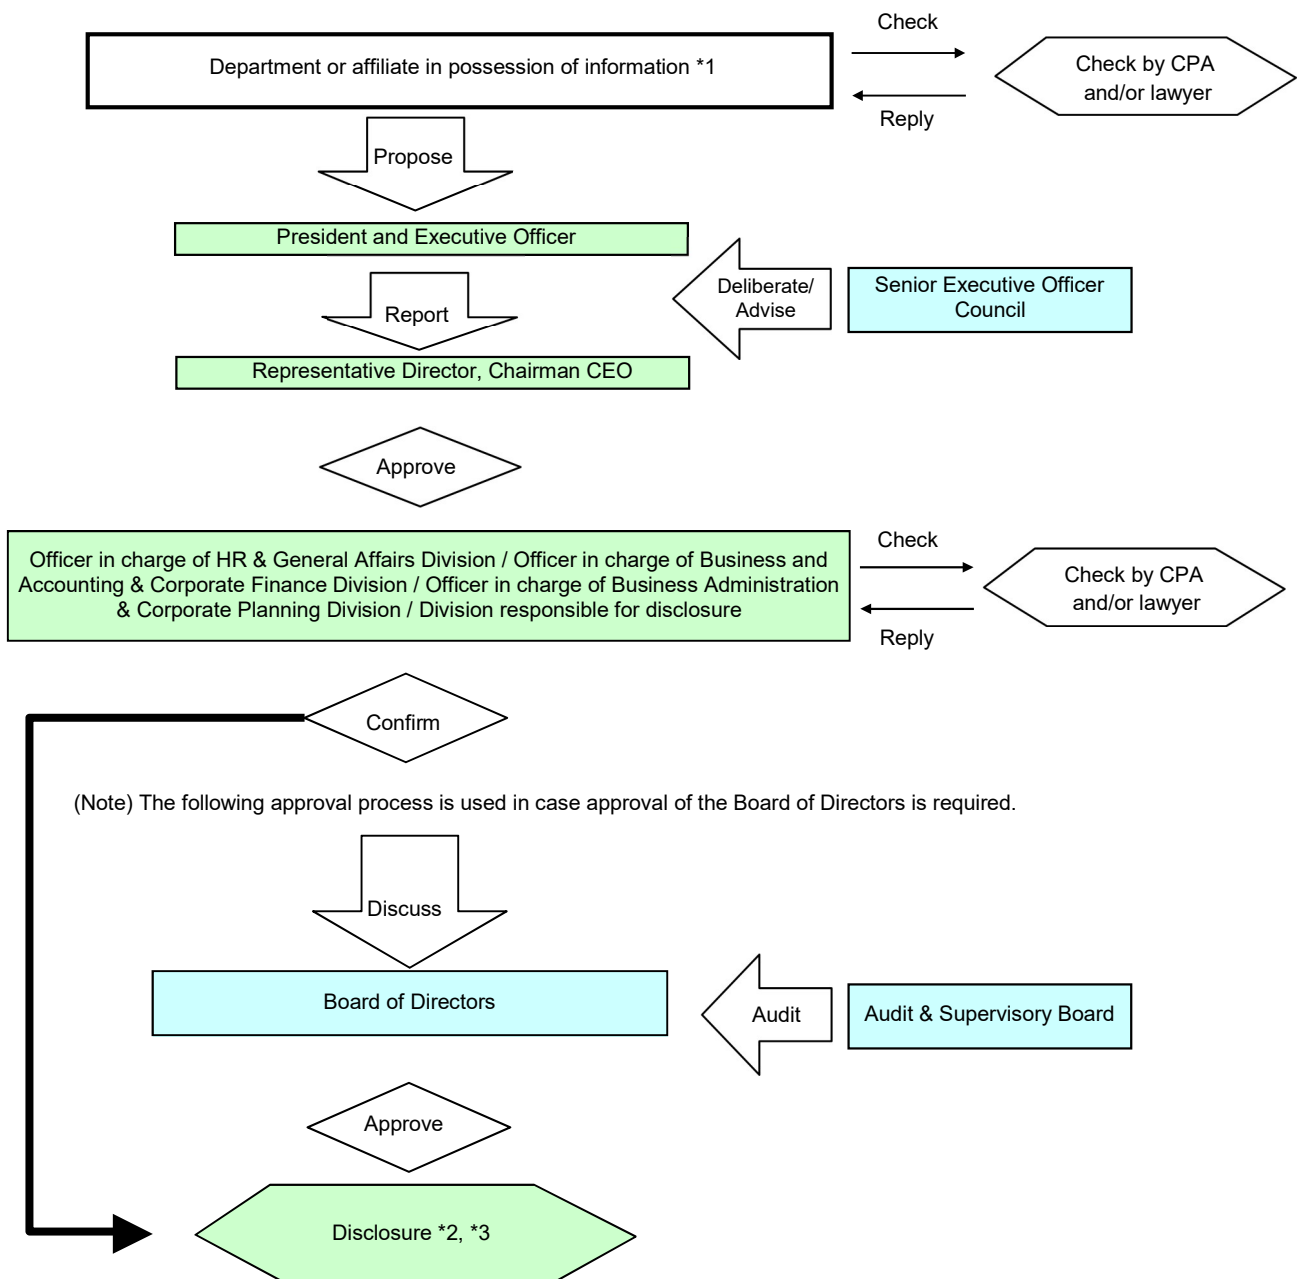 Check
Department or affiliate in possession of information *1
Check by CPA
and/or lawyer
Reply
Propose
President and Executive Officer
Deliberate/
Advise
Senior Executive Officer
Council
Report
Representative Director, Chairman CEO
Approve
Officer in charge of HR & General Affairs Division / Officer in charge of Business and
Accounting & Corporate Finance Division / Officer in charge of Business Administration
& Corporate Planning Division / Division responsible for disclosure
Check
Check by CPA
and/or lawyer
Reply
Confirm
(Note) The following approval process is used in case approval of the Board of Directors is required.
Discuss
Board of Directors
Audit
Audit & Supervisory Board
Approve
Disclosure *2, *3